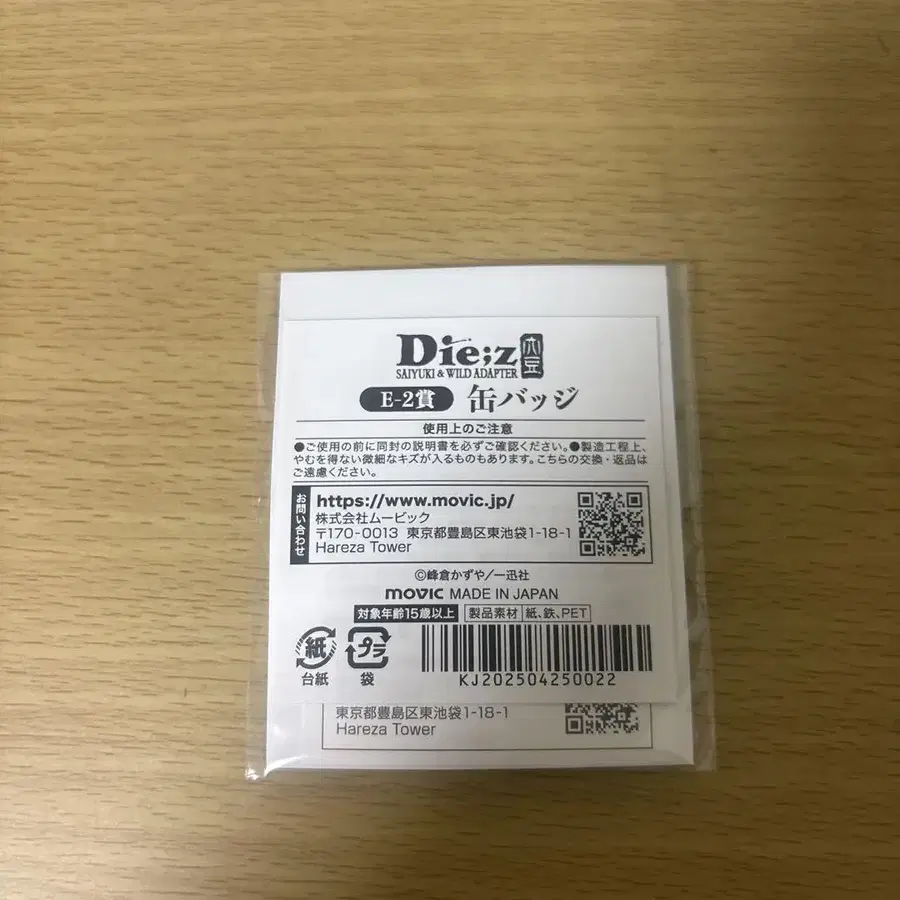 Die;z 大豆
SAIYUKI & WILD ADAPTER
E-2賞 缶バッジ
使用上のご注意
●ご使用の前に同封の説明書を必ずご確認ください。●製造工程上、
やむを得ない微細なキズが入るものもあります。こちらの交換・返品は
ご遠慮ください。
お問い合わせ
https://www.movic.jp/
株式会社ムービック
〒170-0013 東京都豊島区東池袋1-18-1
Hareza Tower
©峰倉かずや/一迅社
movic MADE IN JAPAN
対象年齢15歳以上 製品素材 紙、鉄、PET
紙 プラ
台紙 袋
KJ202504250022
東京都豊島区東池袋1-18-1
Hareza Tower